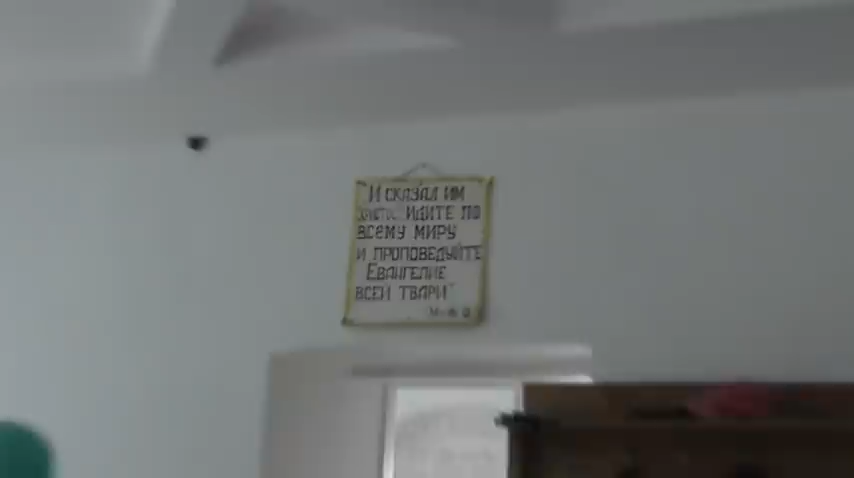 "И СКАЗАЛ ИМ
ИДИТЕ ПО
ВСЕМУ МИРУ
И ПРОПОВЕДУЙТЕ
ЕВАНГЕЛИЕ
ВСЕЙ ТВАРИ"